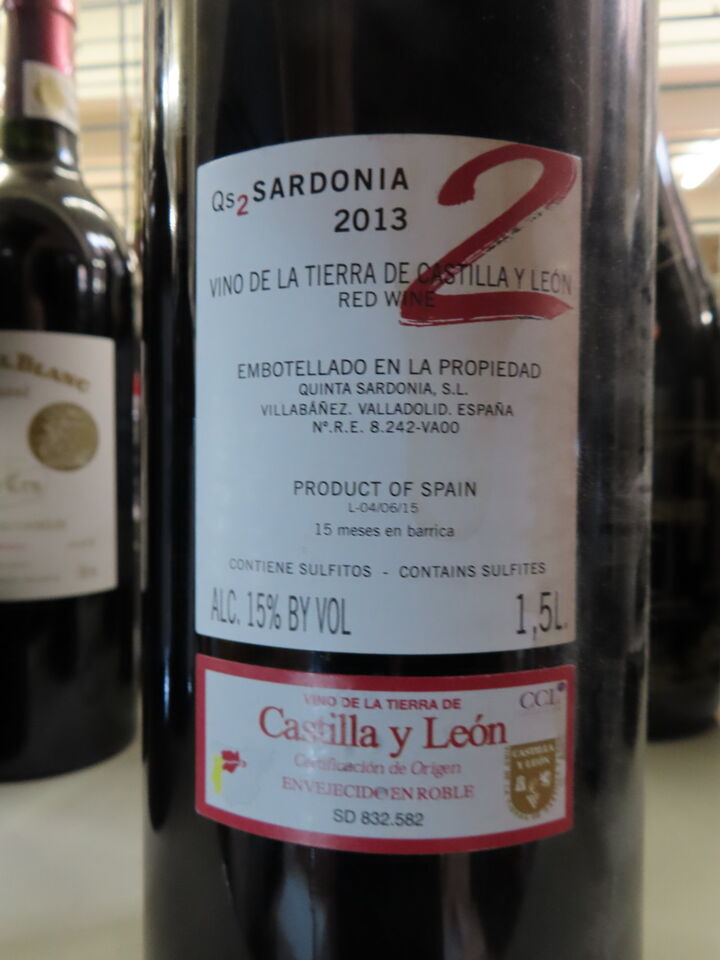 Qs2 SARDONIA
2013
2
VINO DE LA TIERRA DE CASTILLA Y LEÓN
RED WINE
EMBOTELLADO EN LA PROPIEDAD
QUINTA SARDONIA, S.L.
VILLABÁÑEZ. VALLADOLID. ESPAÑA
Nº.R.E. 8.242-VA00
PRODUCT OF SPAIN
L-04/06/15
15 meses en barrica
CONTIENE SULFITOS - CONTAINS SULFITES
ALC. 15% BY VOL 1,5L.
VINO DE LA TIERRA DE
CCL
Castilla y León
Certificación de Origen
ENVEJECIDO EN ROBLE
SD 832.582
CASTILLA
Y LEÓN
BLANC